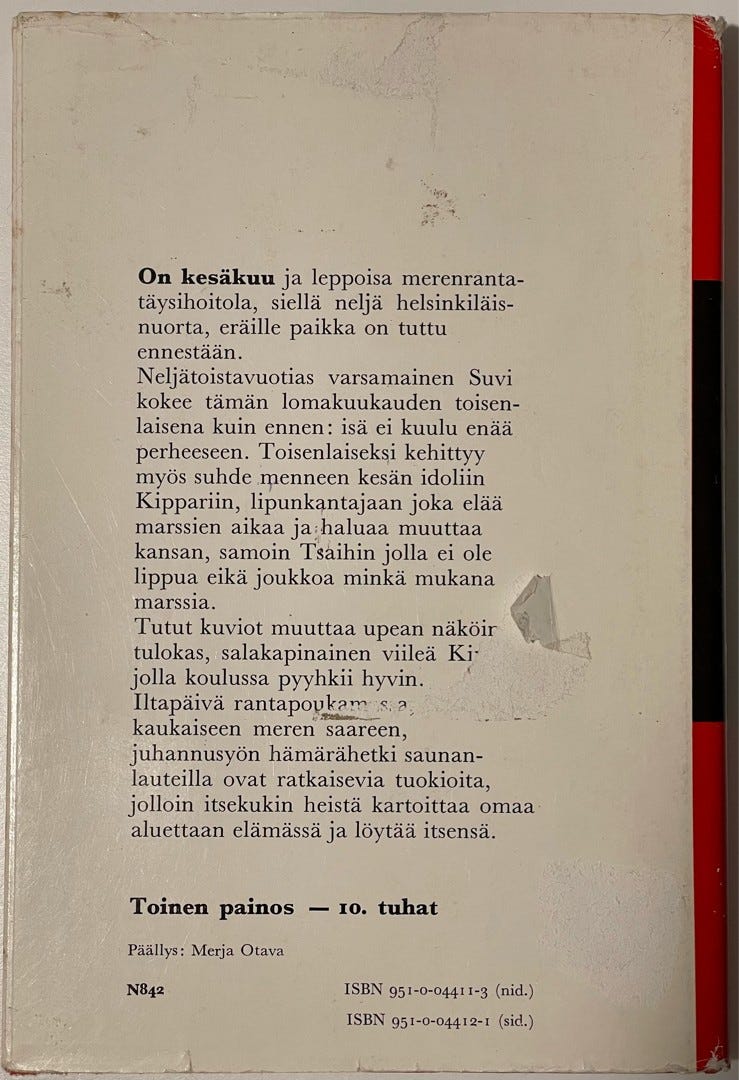 On kesäkuu ja leppoisa merenranta-
täysihoitola, siellä neljä helsinkiläis-
nuorta, eräille paikka on tuttu
ennestään.
Neljätoistavuotias varsamainen Suvi
kokee tämän lomakuukauden toisen-
laisena kuin ennen: isä ei kuulu enää
perheeseen. Toisenlaiseksi kehittyy
myös suhde menneen kesän idoliin
Kippariin, lipunkantajaan joka elää
marssien aikaa ja haluaa muuttaa
kansan, samoin Tsaihin jolla ei ole
lippua eikä joukkoa minkä mukana
marssia.
Tutut kuviot muuttaa upean
tulokas, salakapinainen viileä
jolla koulussa pyyhkii hyvin.
Iltapäivä
kaukaiseen meren saareen,
juhannusyön hämärähetki saunan-
lauteilla ovat ratkaisevia tuokioita,
jolloin itsekukin heistä kartoittaa omaa
aluettaan elämässä ja löytää itsensä.
Toinen painos — 10. tuhat
Päällys: Merja Otava
N842 ISBN 951-0-04411-3 (nid.)
ISBN 951-0-04412-1 (sid.)